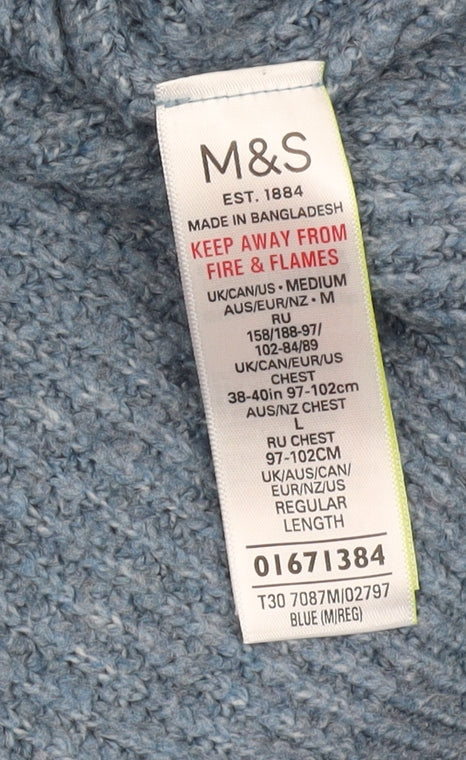 M&S
EST. 1884
MADE IN BANGLADESH
KEEP AWAY FROM
FIRE & FLAMES
UK/CAN/US • MEDIUM
AUS/EUR/NZ • M
RU
158/188-97/
102-84/89
UK/CAN/EUR/US
CHEST
38-40in 97-102cm
AUS/NZ CHEST
L
RU CHEST
97-102CM
UK/AUS/CAN/
EUR/NZ/US
REGULAR
LENGTH
01671384
T30 7087M/02797
BLUE (M/REG)